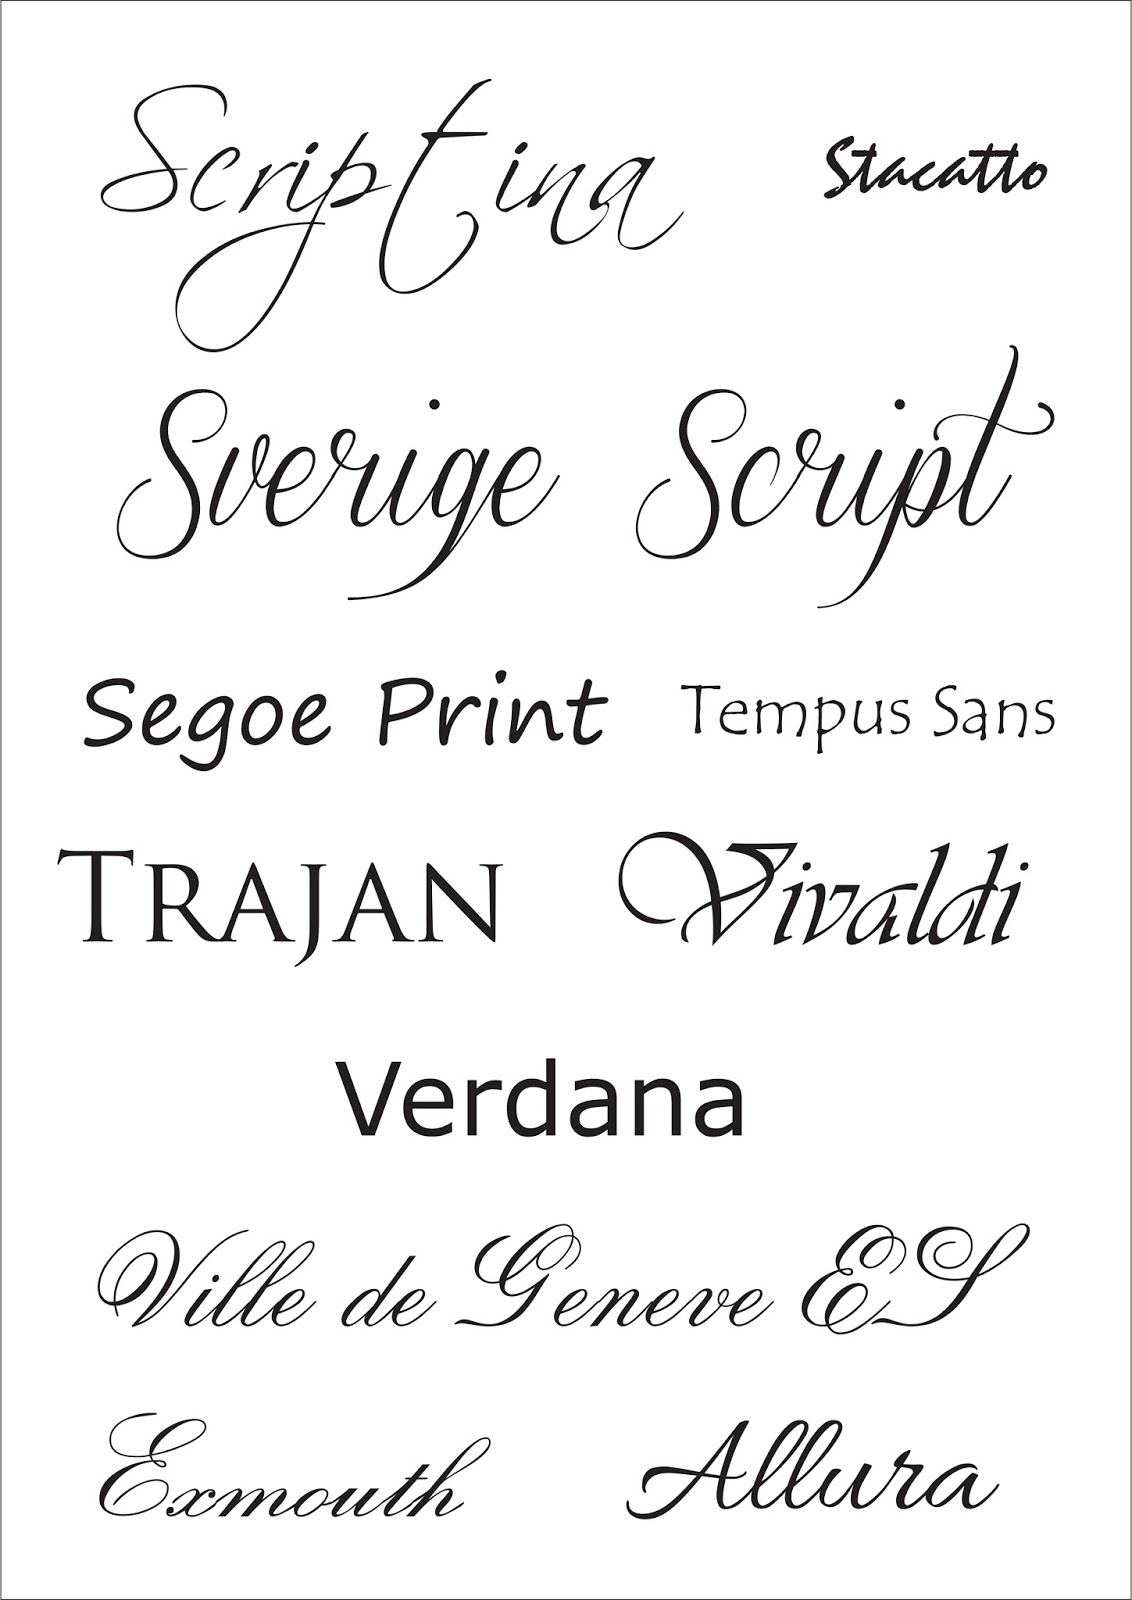 Scriptina Stacatto
Sverige Script
Segoe Print Tempus Sans
TRAJAN Vivaldi
Verdana
Ville de Geneve ES
Exmouth Allura